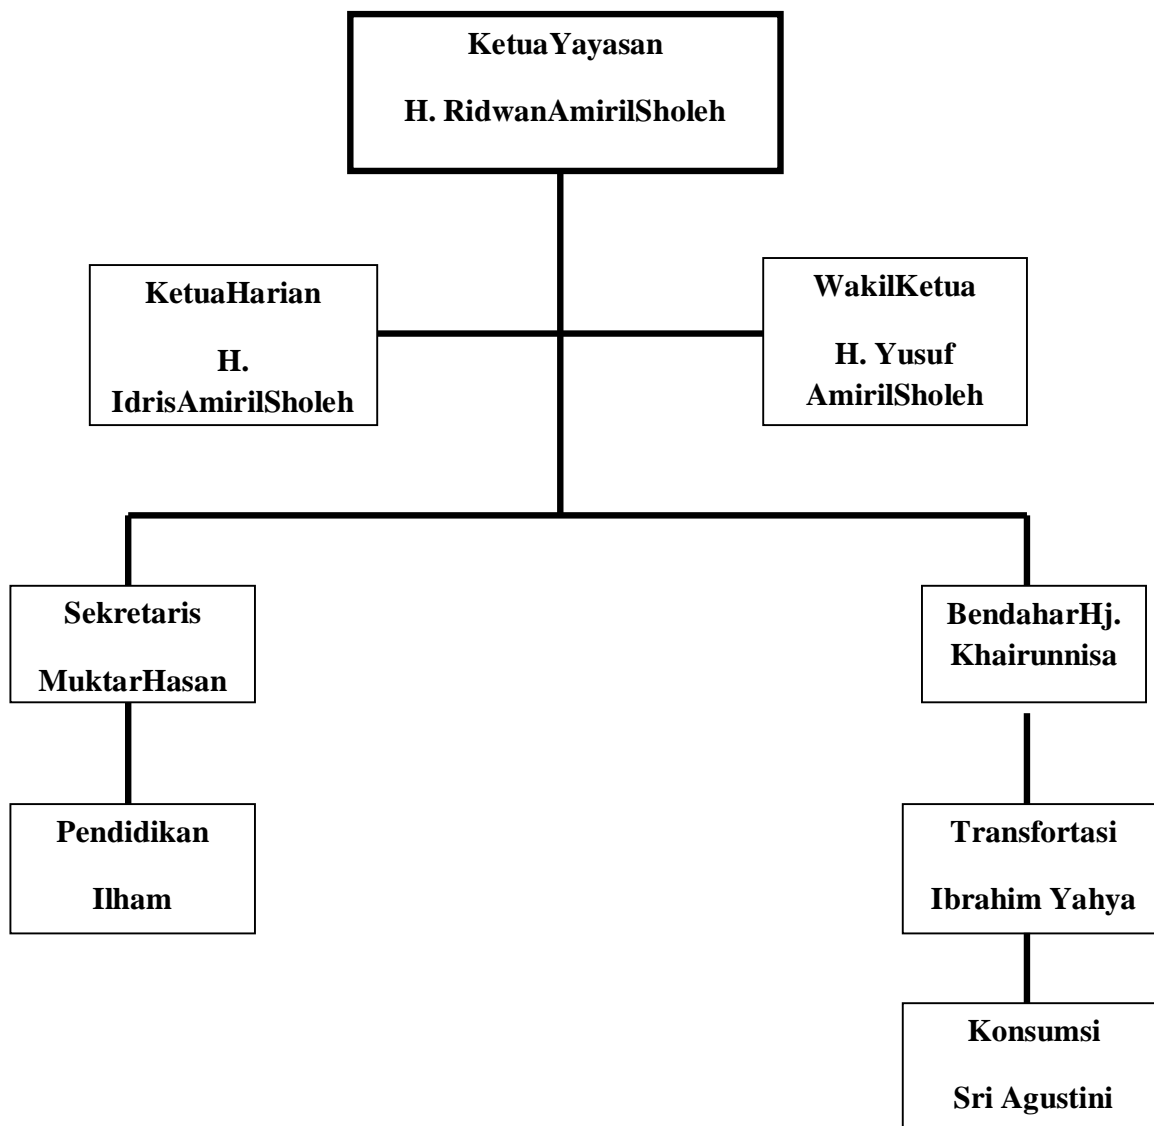 KetuaYayasan
H. RidwanAmirilSholeh
KetuaHarian
H.
IdrisAmirilSholeh
WakilKetua
H. Yusuf
AmirilSholeh
Sekretaris
MuktarHasan
BendaharHj.
Khairunnisa
Pendidikan
Ilham
Transfortasi
Ibrahim Yahya
Konsumsi
Sri Agustini